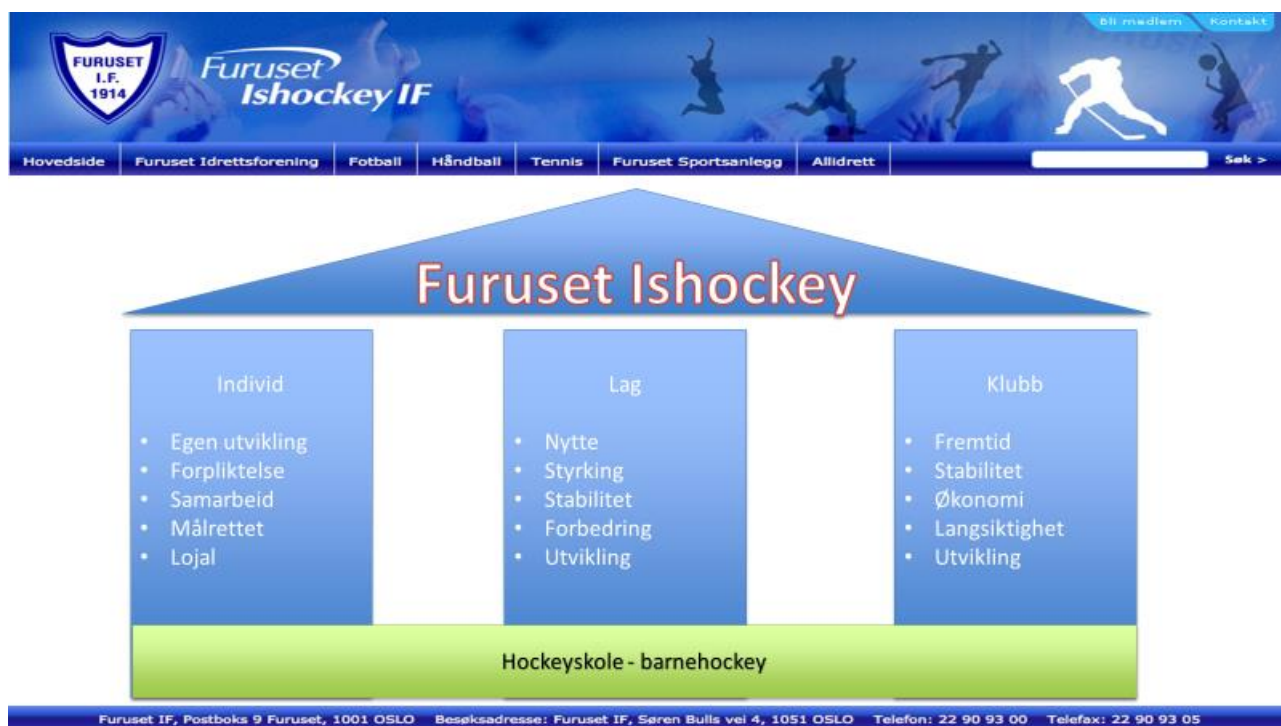 Bli medlem Kontakt
FURUSET
I.F.
1914
Furuset
Ishockey IF
Hovedside Furuset Idrettsforening Fotball Håndball Tennis Furuset Sportsanlegg Allidrett Søk >
Furuset Ishockey
Individ
• Egen utvikling
• Forpliktelse
• Samarbeid
• Målrettet
• Lojal
Lag
• Nytte
• Styrking
• Stabilitet
• Forbedring
• Utvikling
Klubb
• Fremtid
• Stabilitet
• Økonomi
• Langsiktighet
• Utvikling
Hockeyskole - barnehockey
Furuset IF, Postboks 9 Furuset, 1001 OSLO Besøksadresse: Furuset IF, Søren Bulls vei 4, 1051 OSLO Telefon: 22 90 93 00 Telefax: 22 90 93 05